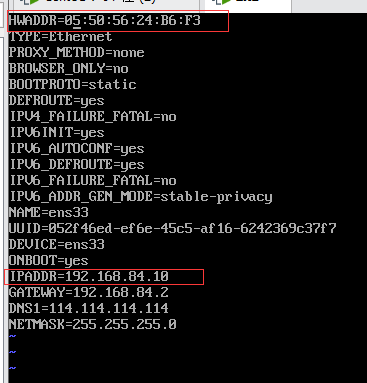 HWADDR=05:50:56:24:B6:F3
TYPE=Ethernet
PROXY_METHOD=none
BROWSER_ONLY=no
BOOTPROTO=static
DEFROUTE=yes
IPV4_FAILURE_FATAL=no
IPV6INIT=yes
IPV6_AUTOCONF=yes
IPV6_DEFROUTE=yes
IPV6_FAILURE_FATAL=no
IPV6_ADDR_GEN_MODE=stable-privacy
NAME=ens33
UUID=052f46ed-ef6e-45c5-af16-6242369c37f7
DEVICE=ens33
ONBOOT=yes
IPADDR=192.168.84.10
GATEWAY=192.168.84.2
DNS1=114.114.114.114
NETMASK=255.255.255.0
~
~
~